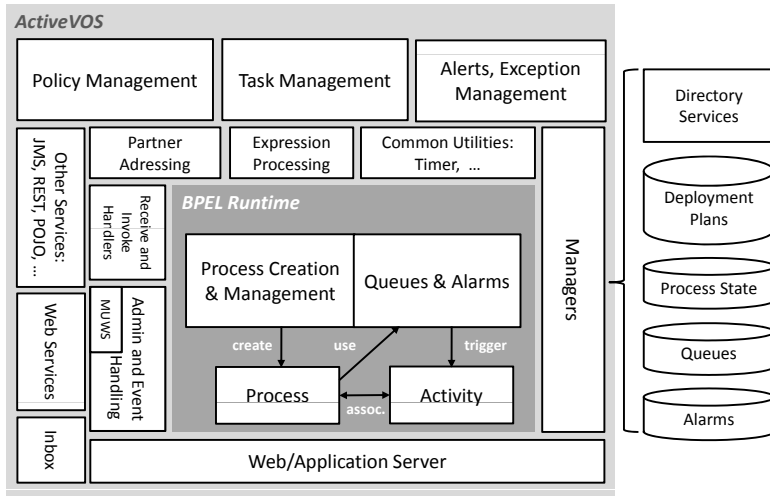 ActiveVOS
Policy Management
Task Management
Alerts, Exception
Management
Other Services:
JMS, REST, POJO, ...
Partner
Adressing
Expression
Processing
Common Utilities:
Timer, ...
Receive and
Invoke
Handlers
BPEL Runtime
Process Creation
& Management
Queues & Alarms
create
use
trigger
Process
assoc.
Activity
Managers
Web Services
Admin and Event
Handling
MUWS
Inbox
Web/Application Server
Directory
Services
Deployment
Plans
Process State
Queues
Alarms